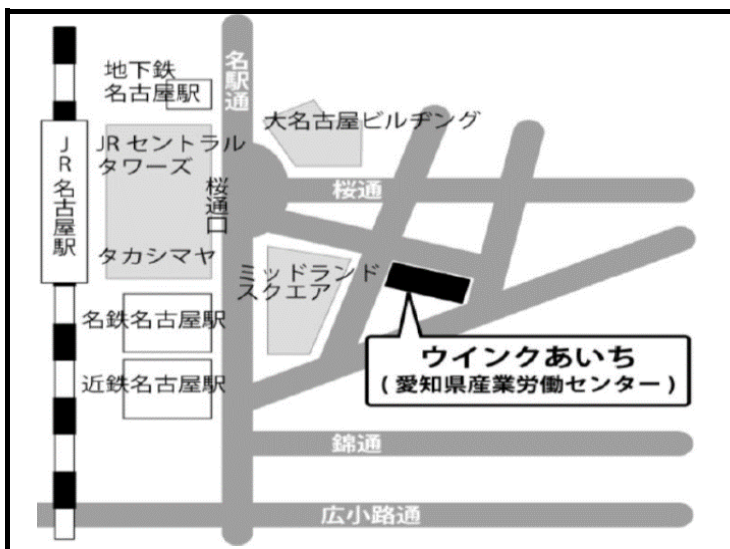 地下鉄
名古屋駅
名駅通
大名古屋ビルヂング
JRセントラル
タワーズ
JR名古屋駅
桜通口
桜通
タカシマヤ
ミッドランド
スクエア
名鉄名古屋駅
ウインクあいち
(愛知県産業労働センター)
近鉄名古屋駅
錦通
広小路通